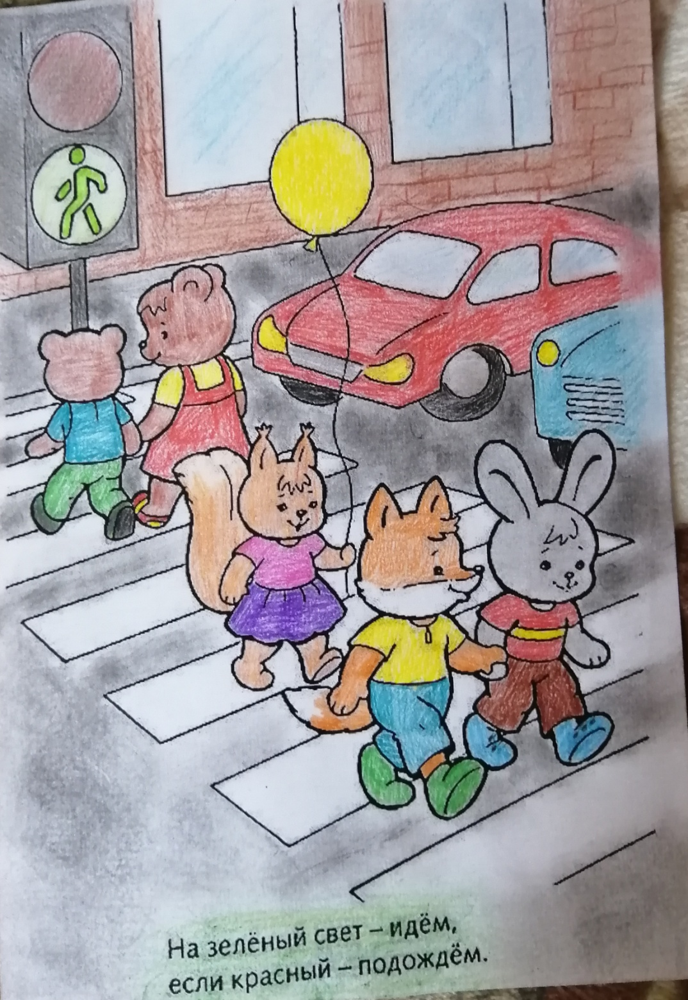 На зелёный свет – идём,
если красный – подождём.